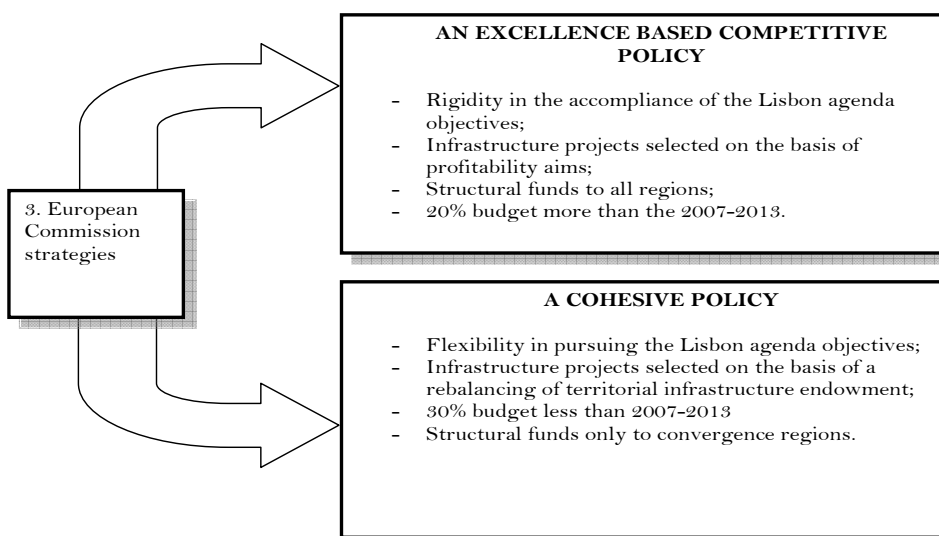 3. European
Commission
strategies
AN EXCELLENCE BASED COMPETITIVE
POLICY
- Rigidity in the accompliance of the Lisbon agenda
objectives;
- Infrastructure projects selected on the basis of
profitability aims;
- Structural funds to all regions;
- 20% budget more than the 2007-2013.
A COHESIVE POLICY
- Flexibility in pursuing the Lisbon agenda objectives;
- Infrastructure projects selected on the basis of a
rebalancing of territorial infrastructure endowment;
- 30% budget less than 2007-2013
- Structural funds only to convergence regions.